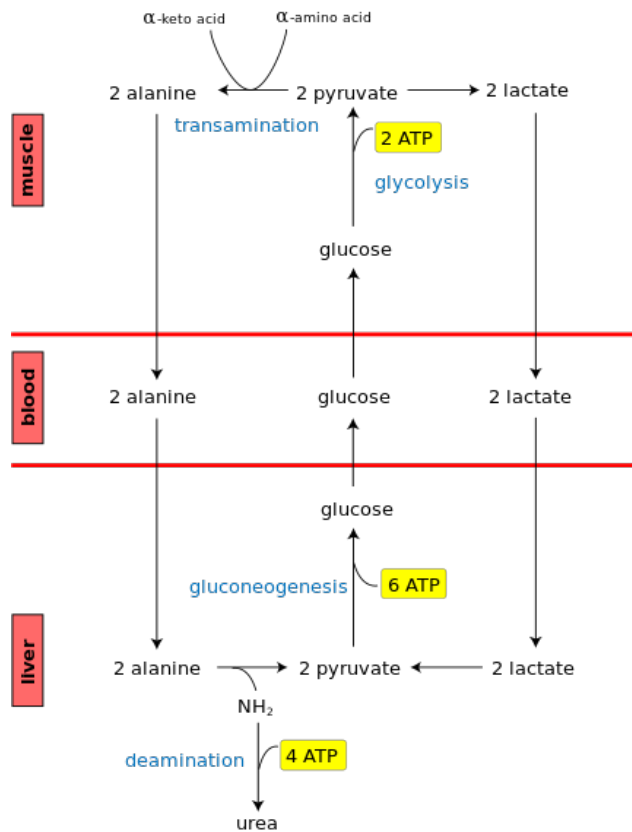 α-keto acid α-amino acid
2 alanine 2 pyruvate 2 lactate
transamination
2 ATP
muscle
glycolysis
glucose
blood
2 alanine glucose 2 lactate
glucose
gluconeogenesis 6 ATP
liver
2 alanine 2 pyruvate 2 lactate
NH₂
deamination 4 ATP
urea